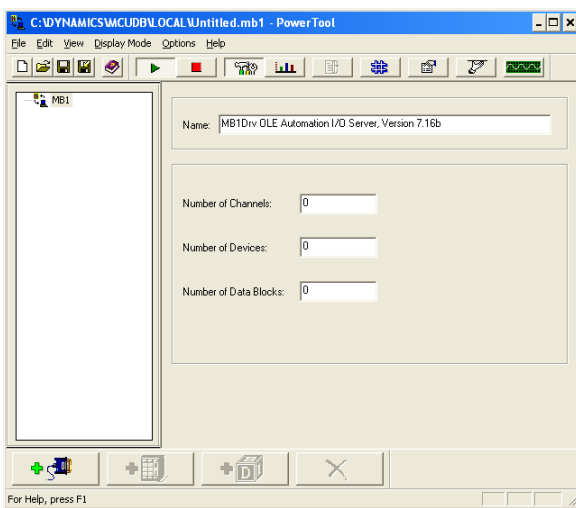 C:\DYNAMICS\MCUDB\LOCAL\Untitled.mb1 - PowerTool
File Edit View Display Mode Options Help
MB1
Name: MB1Drv OLE Automation I/O Server, Version 7.16b
Number of Channels: 0
Number of Devices: 0
Number of Data Blocks: 0
D
For Help, press F1